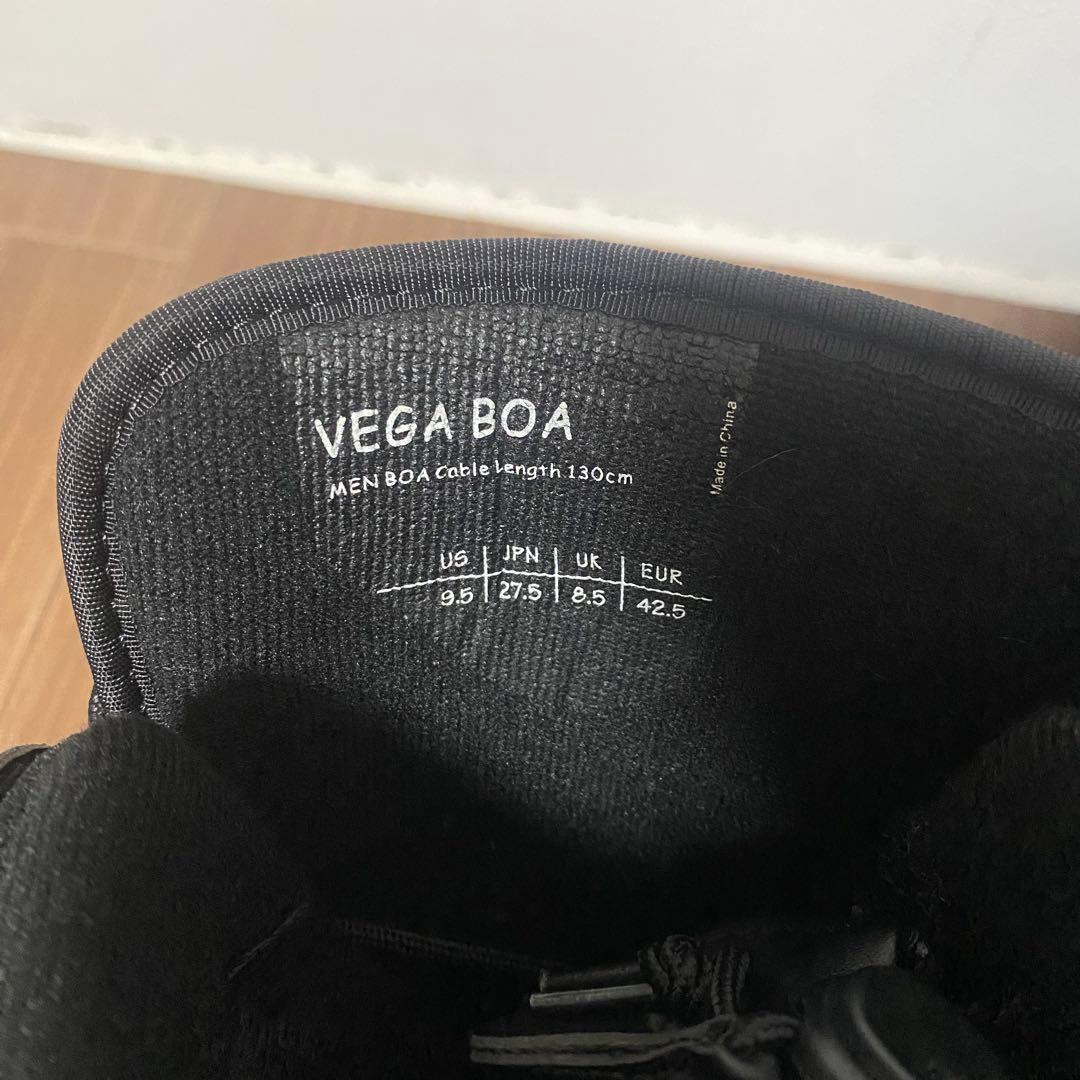 VEGA BOA
MEN BOA Cable Length 130cm
Made in China
US JPN UK EUR
9.5 27.5 8.5 42.5